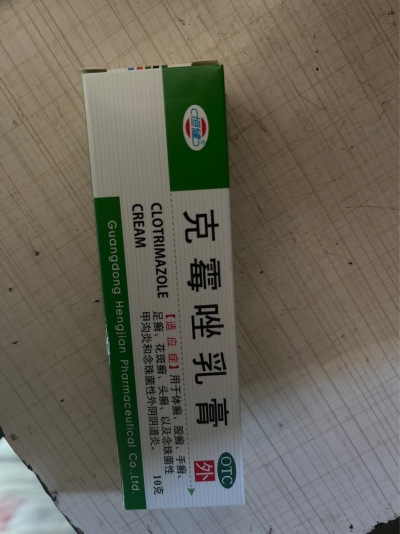 恒健
克霉唑乳膏
CLOTRIMAZOLE
CREAM
【适应症】用于体癣、股癣、手癣、
足癣、花斑癣、头癣、以及念珠菌性
甲沟炎和念珠菌性外阴阴道炎。
10克
OTC
外
Guangdong Hengjian Pharmaceutical Co.,Ltd.